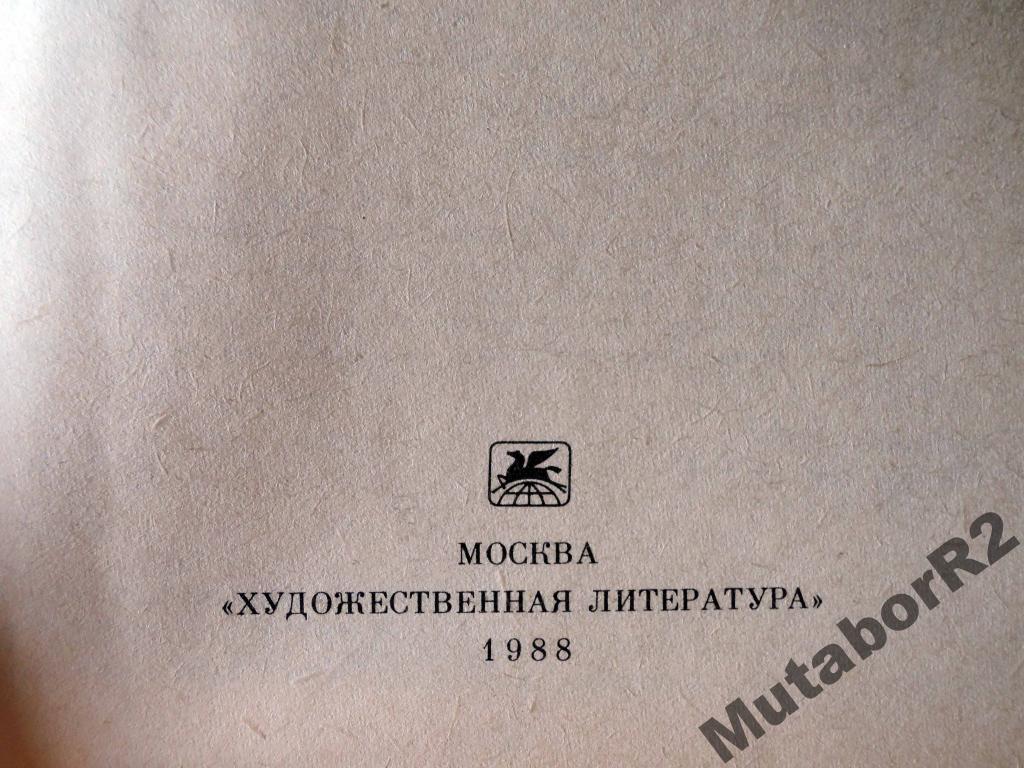 МОСКВА
«ХУДОЖЕСТВЕННАЯ ЛИТЕРАТУРА»
1988
MutaborR2